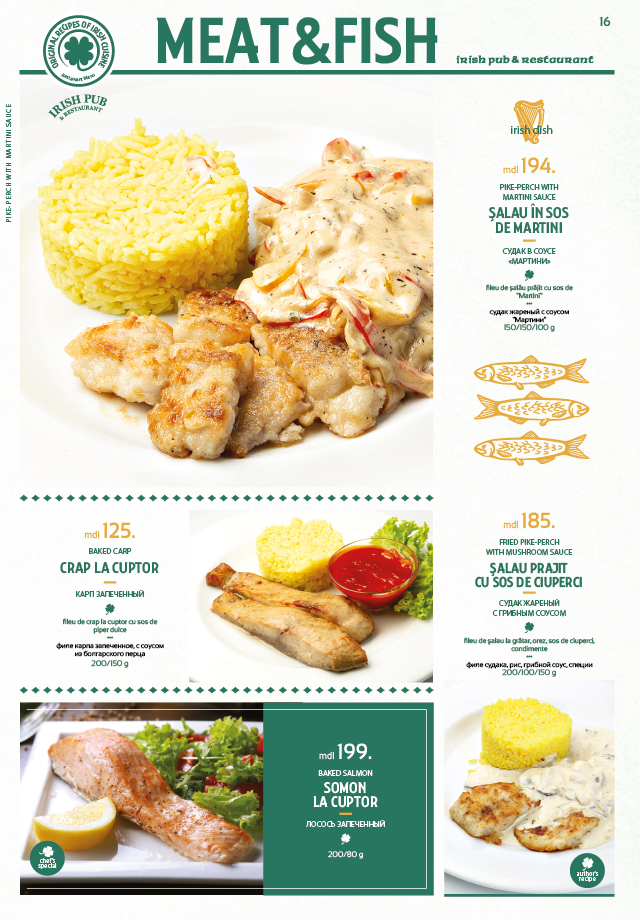 ORIGINAL RECIPES OF IRISH CUISINE
Restaurant Menu
MEAT&FISH
irish pub & restaurant
16
IRISH PUB
& RESTAURANT
PIKE-PERCH WITH MARTINI SAUCE
irish dish
mdl 194.
PIKE-PERCH WITH
MARTINI SAUCE
ŞALAU ÎN SOS
DE MARTINI
СУДАК В СОУСЕ
«МАРТИНИ»
fileu de şalău prăjit cu sos de
"Martini"
***
судак жареный с соусом
"Мартини"
150/150/100 g
mdl 125.
BAKED CARP
CRAP LA CUPTOR
КАРП ЗАПЕЧЕННЫЙ
fileu de crap la cuptor cu sos de
piper dulce
***
филе карпа запеченное, с соусом
из болгарского перца
200/150 g
mdl 185.
FRIED PIKE-PERCH
WITH MUSHROOM SAUCE
ŞALAU PRAJIT
CU SOS DE CIUPERCI
СУДАК ЖАРЕНЫЙ
С ГРИБНЫМ СОУСОМ
fileu de şalau la grătar, orez, sos de ciuperci,
condimente
***
филе судака, рис, грибной соус, специи
200/100/150 g
mdl 199.
BAKED SALMON
SOMON
LA CUPTOR
ЛОСОСЬ ЗАПЕЧЕННЫЙ
200/80 g
chef's
special
author's
recipe